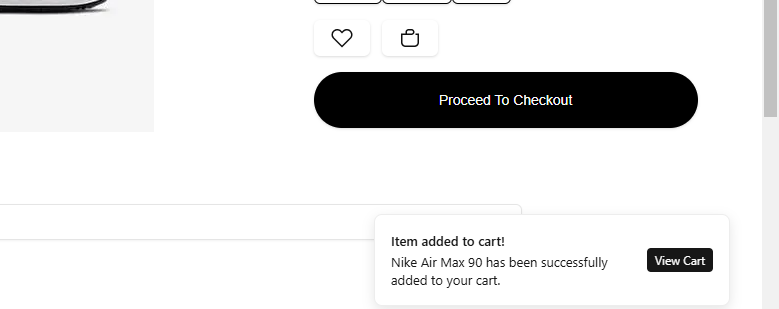 Proceed To Checkout
Item added to cart!
Nike Air Max 90 has been successfully
added to your cart.
View Cart